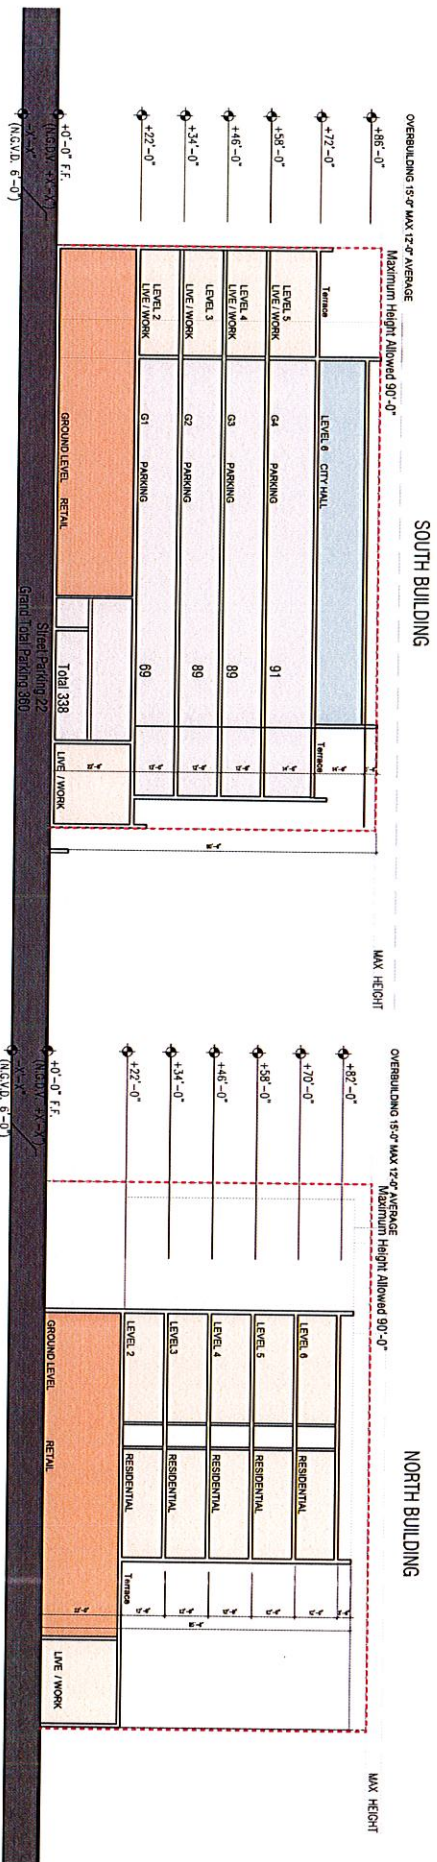 SOUTH BUILDING
OVERBUILDING 15'-0" MAX 12'-0" AVERAGE
Maximum Height Allowed 90'-0"
MAX HEIGHT
+86'-0"
+72'-0"
+58'-0"
+46'-0"
+34'-0"
+22'-0"
+0'-0" F.F.
(N.G.V.D. 6'-0")
Terrace
LEVEL 6 CITY HALL
Terrace
LEVEL 5
LIVE / WORK
G4 PARKING 91
LEVEL 4
LIVE / WORK
G3 PARKING 89
LEVEL 3
LIVE / WORK
G2 PARKING 89
LEVEL 2
LIVE / WORK
G1 PARKING 69
GROUND LEVEL RETAIL
Total 338
LIVE / WORK
Street Parking 22
Grand Total Parking 360
NORTH BUILDING
OVERBUILDING 15'-0" MAX 12'-0" AVERAGE
Maximum Height Allowed 90'-0"
MAX HEIGHT
+82'-0"
+70'-0"
+58'-0"
+46'-0"
+34'-0"
+22'-0"
+0'-0" F.F.
(N.G.V.D. 6'-0")
LEVEL 6 RESIDENTIAL
LEVEL 5 RESIDENTIAL
LEVEL 4 RESIDENTIAL
LEVEL3 RESIDENTIAL
LEVEL 2 RESIDENTIAL
Terrace
GROUND LEVEL RETAIL
LIVE / WORK